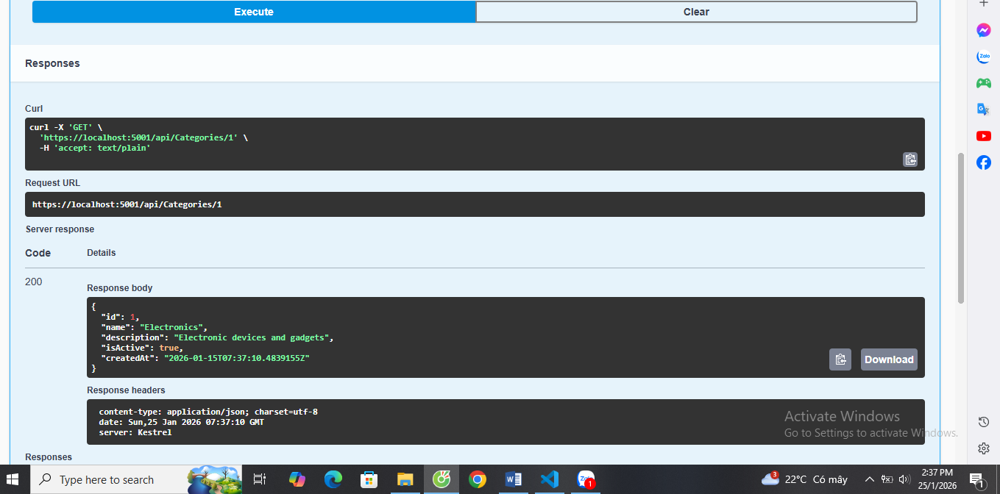 Execute
Clear
Responses
Curl
curl -X 'GET' \
'https://localhost:5001/api/Categories/1' \
-H 'accept: text/plain'
Request URL
https://localhost:5001/api/Categories/1
Server response
Code
Details
200
Response body
{
"id": 1,
"name": "Electronics",
"description": "Electronic devices and gadgets",
"isActive": true,
"createdAt": "2026-01-15T07:37:10.4839155Z"
}
Download
Response headers
content-type: application/json; charset=utf-8
date: Sun,25 Jan 2026 07:37:10 GMT
server: Kestrel
Activate Windows
Go to Settings to activate Windows.
Responses
Type here to search
1
3
22°C Có mây
2:37 PM
25/1/2026
1
Zalo